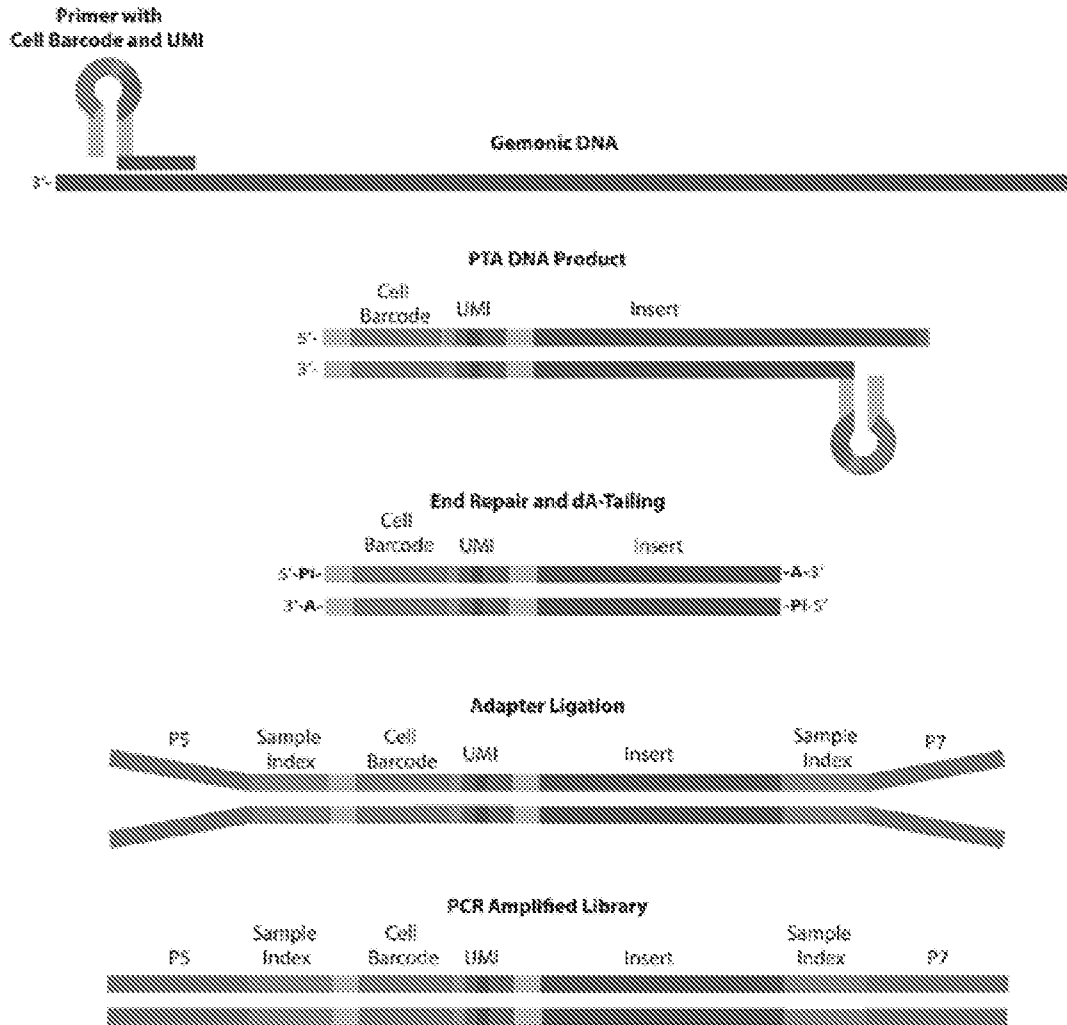 Primer with
Cell Barcode and UMI
Gemonic DNA
3'-
PTA DNA Product
Cell
Barcode
UMI
Insert
5'-
3'-
End Repair and dA-Tailing
Cell
Barcode
UMI
Insert
5'-Pi-
-A-3'
3'-A-
-Pi-5'
Adapter Ligation
P5
Sample
Index
Cell
Barcode
UMI
Insert
Sample
Index
P7
PCR Amplified Library
P5
Sample
Index
Cell
Barcode
UMI
Insert
Sample
Index
P7